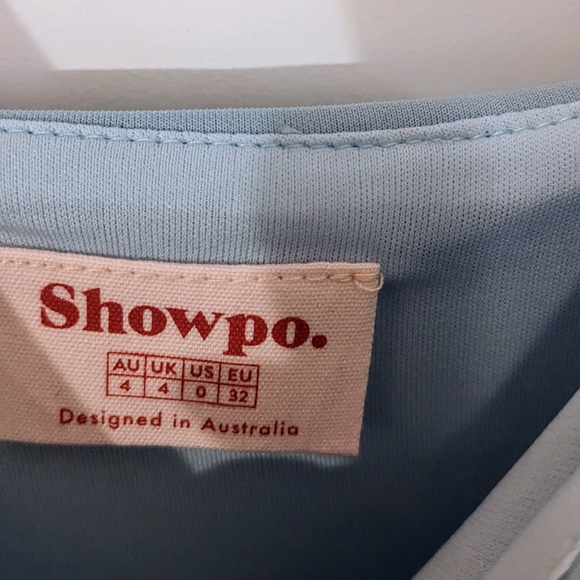 Showpo.
AU UK US EU
4 4 0 32
Designed in Australia